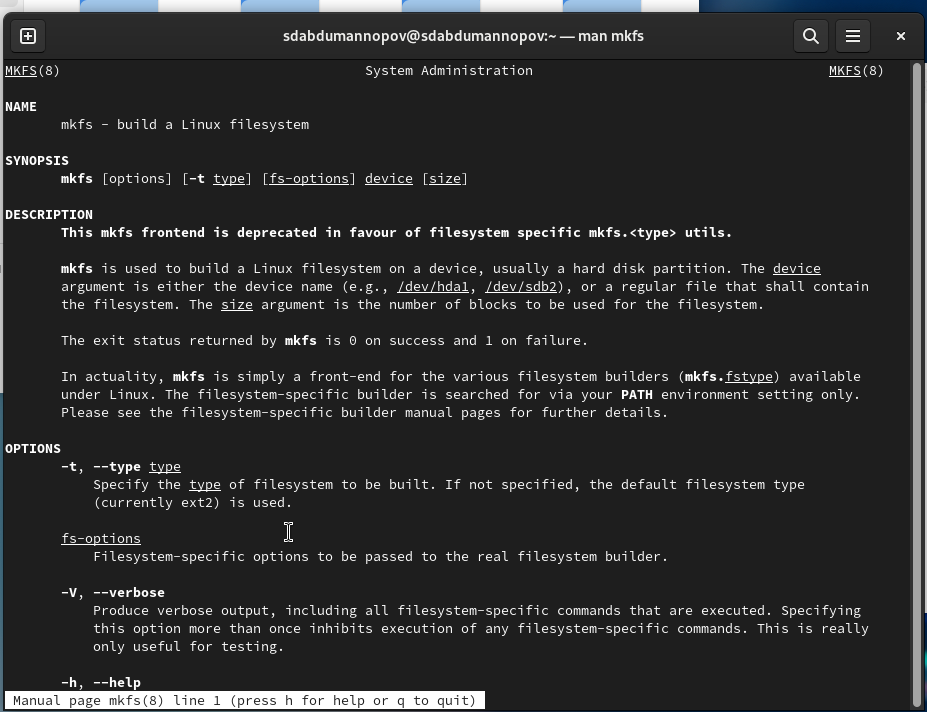 sdabdumannopov@sdabdumannopov:~ — man mkfs
MKFS(8) System Administration MKFS(8)
NAME
mkfs - build a Linux filesystem
SYNOPSIS
mkfs [options] [-t type] [fs-options] device [size]
DESCRIPTION
This mkfs frontend is deprecated in favour of filesystem specific mkfs.<type> utils.
mkfs is used to build a Linux filesystem on a device, usually a hard disk partition. The device
argument is either the device name (e.g., /dev/hda1, /dev/sdb2), or a regular file that shall contain
the filesystem. The size argument is the number of blocks to be used for the filesystem.
The exit status returned by mkfs is 0 on success and 1 on failure.
In actuality, mkfs is simply a front-end for the various filesystem builders (mkfs.fstype) available
under Linux. The filesystem-specific builder is searched for via your PATH environment setting only.
Please see the filesystem-specific builder manual pages for further details.
OPTIONS
-t, --type type
Specify the type of filesystem to be built. If not specified, the default filesystem type
(currently ext2) is used.
fs-options
Filesystem-specific options to be passed to the real filesystem builder.
-V, --verbose
Produce verbose output, including all filesystem-specific commands that are executed. Specifying
this option more than once inhibits execution of any filesystem-specific commands. This is really
only useful for testing.
-h, --help
Manual page mkfs(8) line 1 (press h for help or q to quit)